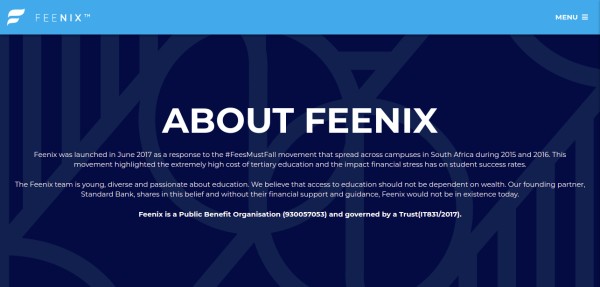 FEENIX™
MENU
ABOUT FEENIX
Feenix was launched in June 2017 as a response to the #FeesMustFall movement that spread across campuses in South Africa during 2015 and 2016. This
movement highlighted the extremely high cost of tertiary education and the impact financial stress has on student success rates.
The Feenix team is young, diverse and passionate about education. We believe that access to education should not be dependent on wealth. Our founding partner,
Standard Bank, shares in this belief and without their financial support and guidance, Feenix would not be in existence today.
Feenix is a Public Benefit Organisation (930057053) and governed by a Trust(IT831/2017).